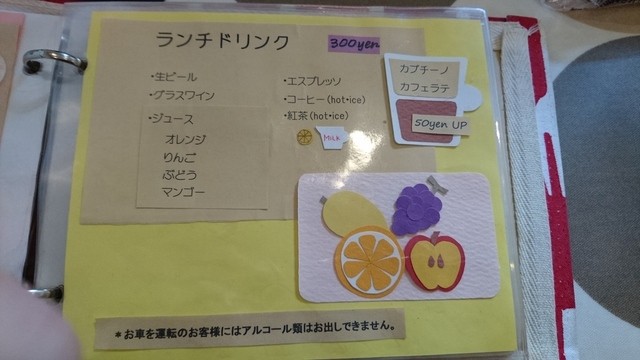 ランチドリンク 300yen
・生ビール
・グラスワイン
・ジュース
オレンジ
りんご
ぶどう
マンゴー
・エスプレッソ
・コーヒー(hot・ice)
・紅茶(hot・ice)
MILK
カプチーノ
カフェラテ
50yen UP
*お車を運転のお客様にはアルコール類はお出しできません。